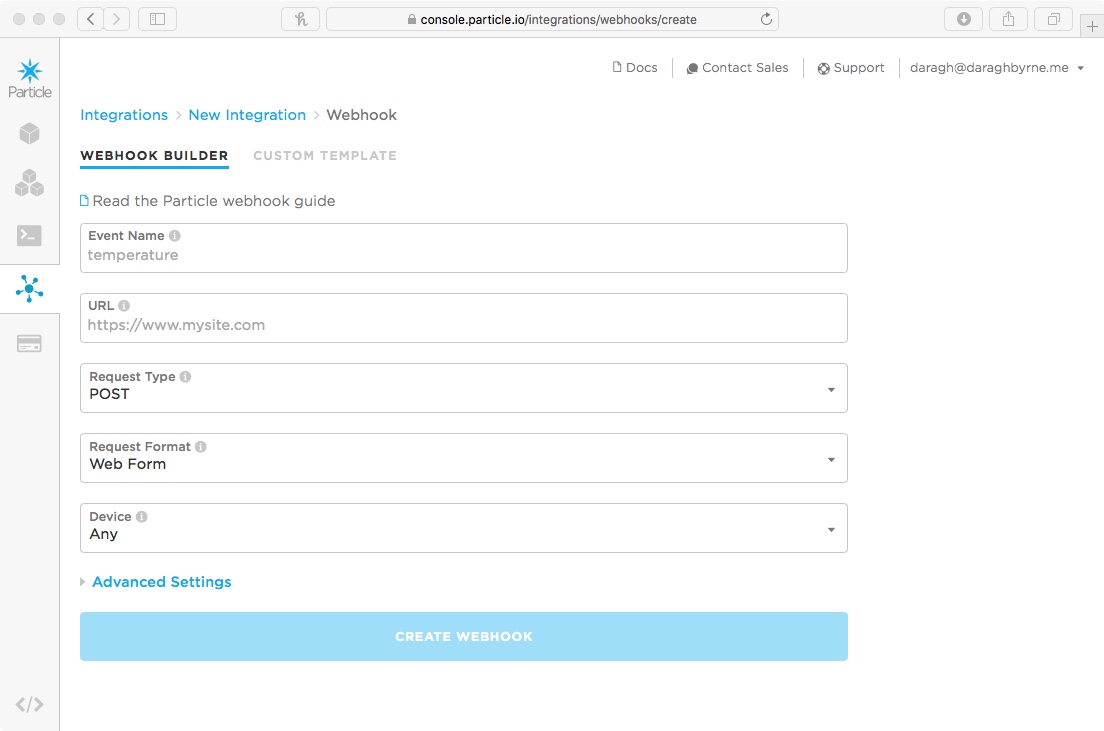 console.particle.io/integrations/webhooks/create
Docs
Contact Sales
Support
daragh@daraghbyrne.me
Particle
Integrations > New Integration > Webhook
WEBHOOK BUILDER
CUSTOM TEMPLATE
Read the Particle webhook guide
Event Name
temperature
URL
https://www.mysite.com
Request Type
POST
Request Format
Web Form
Device
Any
Advanced Settings
CREATE WEBHOOK